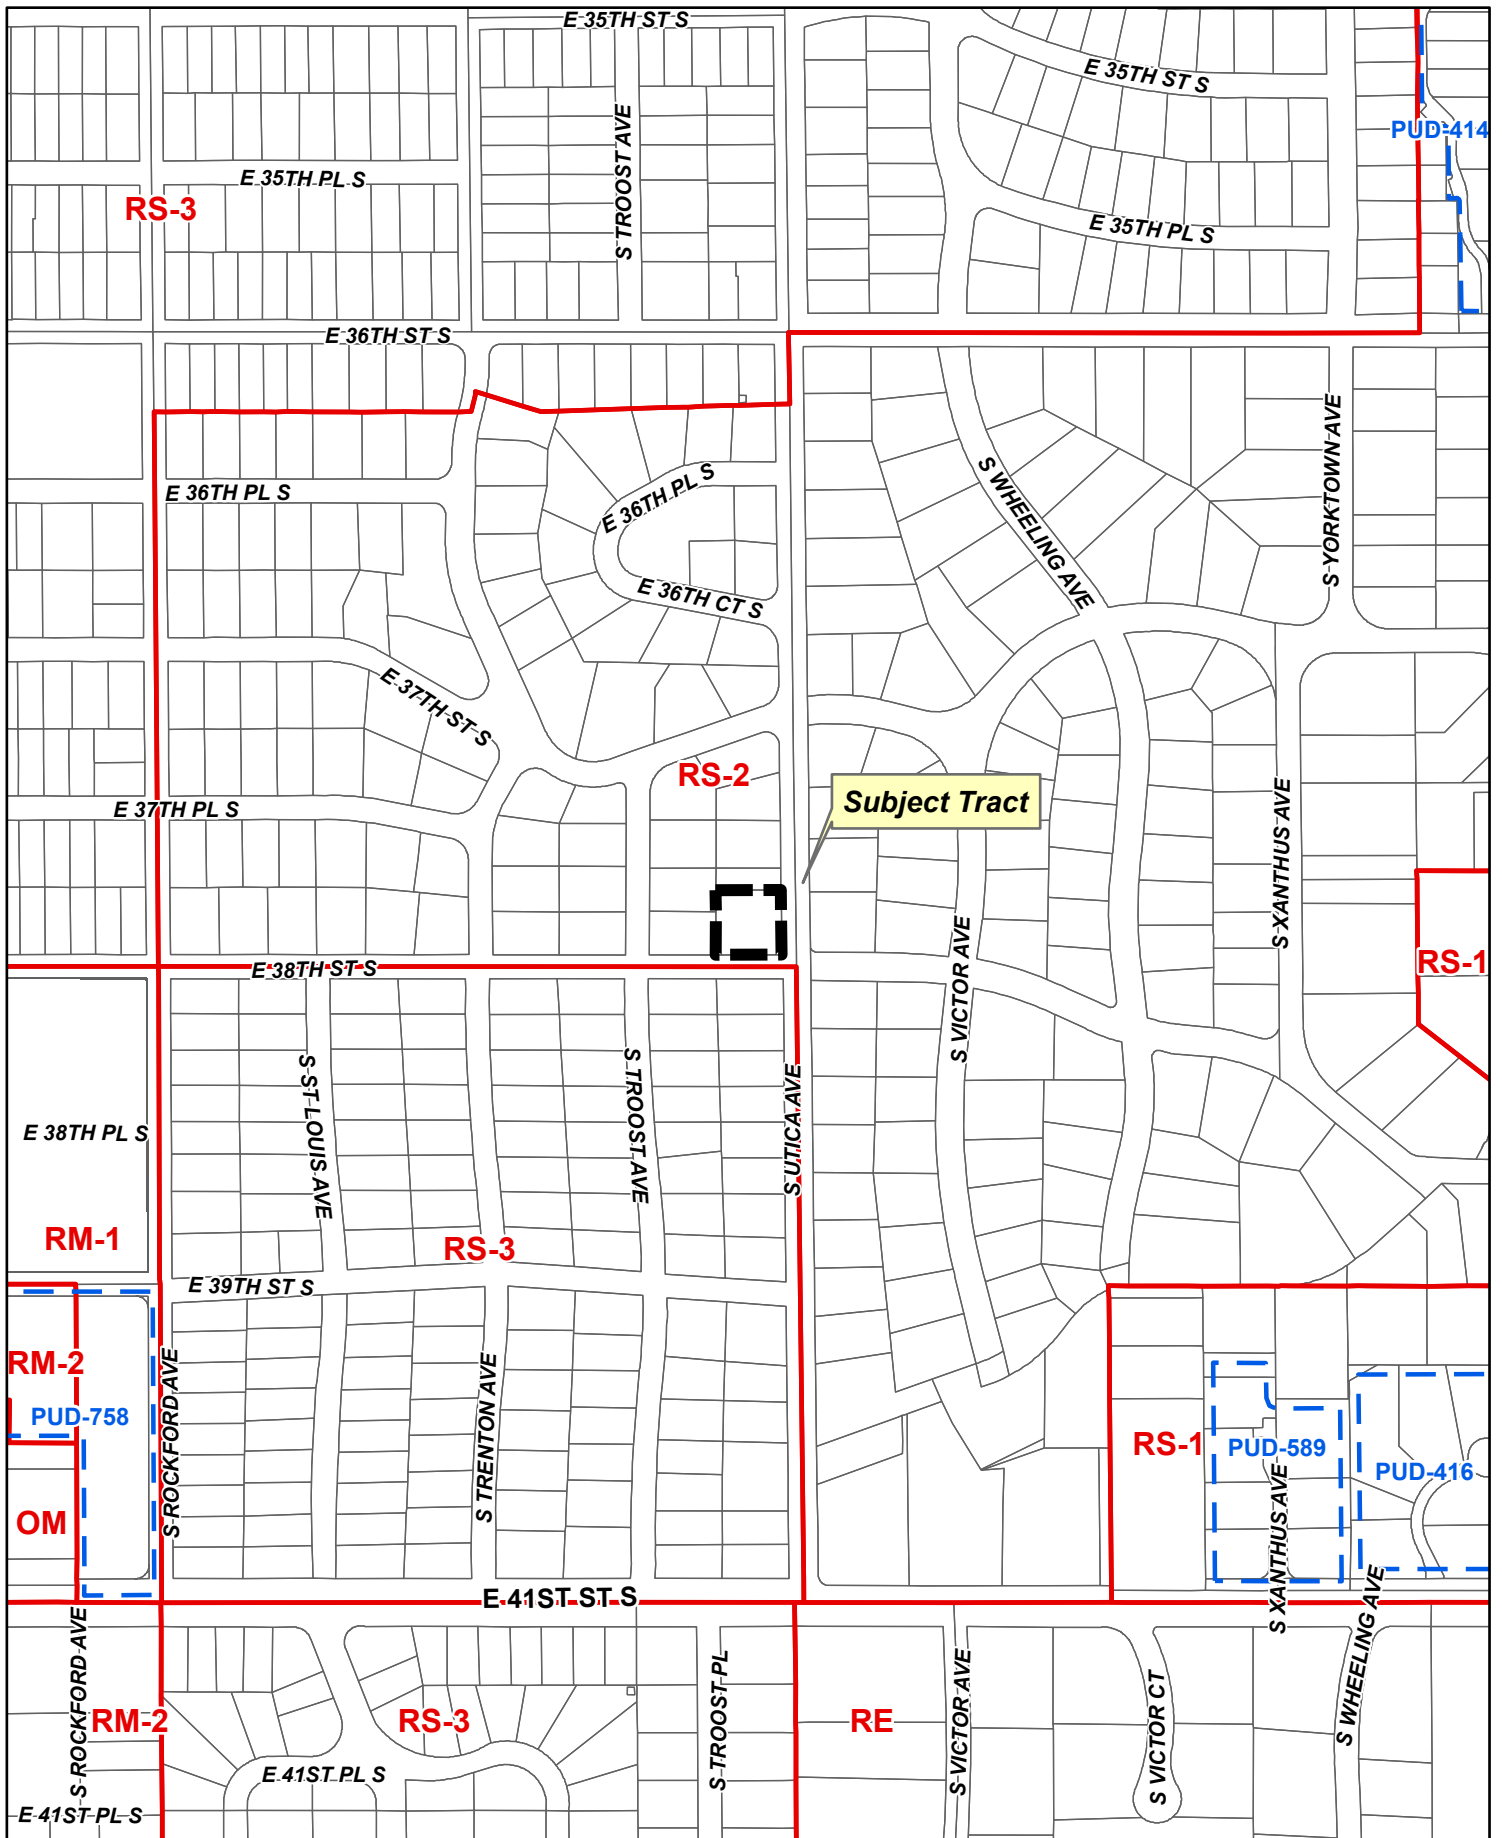 E 35TH ST S
E 35TH ST S
PUD-414
S TROOST AVE
E 35TH PL S
RS-3
E 35TH PL S
E 36TH ST S
S YORKTOWN AVE
E 36TH PL S
E 36TH PL S
S WHEELING AVE
E 36TH CT S
E 37TH ST S
RS-2
Subject Tract
E 37TH PL S
S XANTHUS AVE
S VICTOR AVE
RS-1
E 38TH ST S
S ST LOUIS AVE
S TROOST AVE
S UTICA AVE
E 38TH PL S
RM-1
RS-3
E 39TH ST S
RM-2
S ROCKFORD AVE
S TRENTON AVE
PUD-758
RS-1
PUD-589
PUD-416
OM
S XANTHUS AVE
E 41ST ST S
S WHEELING AVE
S ROCKFORD AVE
S TROOST PL
S VICTOR AVE
S VICTOR CT
RM-2
RS-3
RE
E 41ST PL S
E 41ST PL S